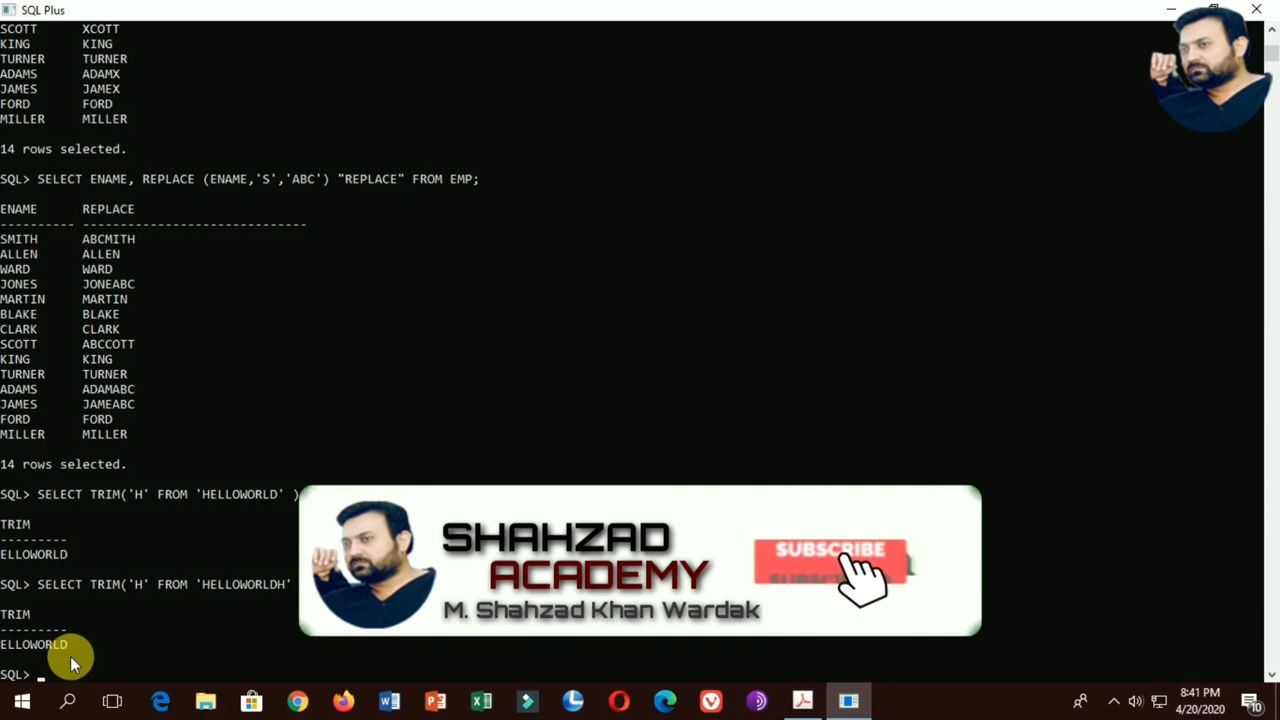 SQL Plus
SCOTT XCOTT
KING KING
TURNER TURNER
ADAMS ADAMX
JAMES JAMEX
FORD FORD
MILLER MILLER
14 rows selected.
SQL> SELECT ENAME, REPLACE (ENAME,'S','ABC') "REPLACE" FROM EMP;
ENAME REPLACE
---------- ------------------------------
SMITH ABCMITH
ALLEN ALLEN
WARD WARD
JONES JONEABC
MARTIN MARTIN
BLAKE BLAKE
CLARK CLARK
SCOTT ABCCOTT
KING KING
TURNER TURNER
ADAMS ADAMABC
JAMES JAMEABC
FORD FORD
MILLER MILLER
14 rows selected.
SQL> SELECT TRIM('H' FROM 'HELLOWORLD' )
TRIM
---------
ELLOWORLD
SQL> SELECT TRIM('H' FROM 'HELLOWORLDH'
TRIM
---------
ELLOWORLD
SQL>
SHAHZAD
ACADEMY
M. Shahzad Khan Wardak
SUBSCRIBE
8:41 PM
4/20/2020
10